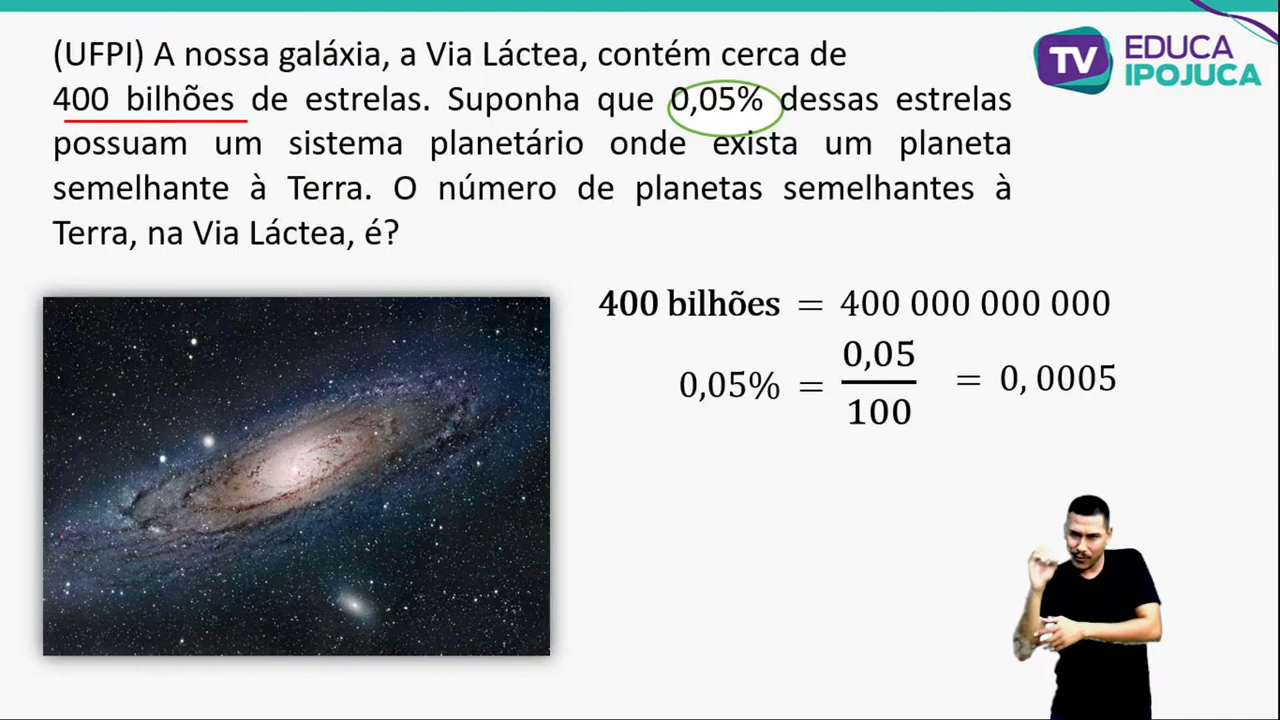 (UFPI) A nossa galáxia, a Via Láctea, contém cerca de
400 bilhões de estrelas. Suponha que 0,05% dessas estrelas
possuam um sistema planetário onde exista um planeta
semelhante à Terra. O número de planetas semelhantes à
Terra, na Via Láctea, é?
TV EDUCA
IPOJUCA
400 bilhões = 400 000 000 000
0,05% = 0,05/100 = 0, 0005